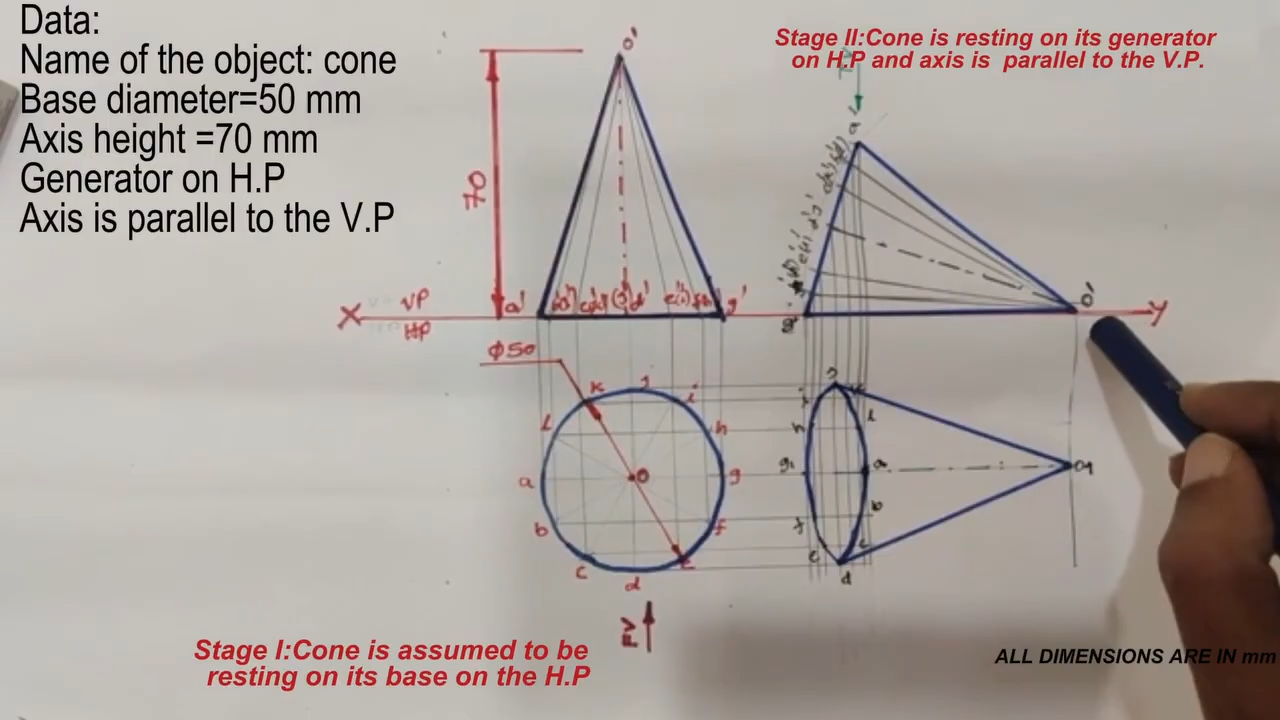 Data:
Name of the object: cone
Base diameter=50 mm
Axis height =70 mm
Generator on H.P
Axis is parallel to the V.P
Stage II:Cone is resting on its generator
on H.P and axis is parallel to the V.P.
o'
70
X
VP
HP
a'
g'
o'
Y
Φ50
K
j
i
L
h
a
O
g
b
f
c
d
E
g1
a
b
d
FV
Stage I:Cone is assumed to be
resting on its base on the H.P
ALL DIMENSIONS ARE IN mm